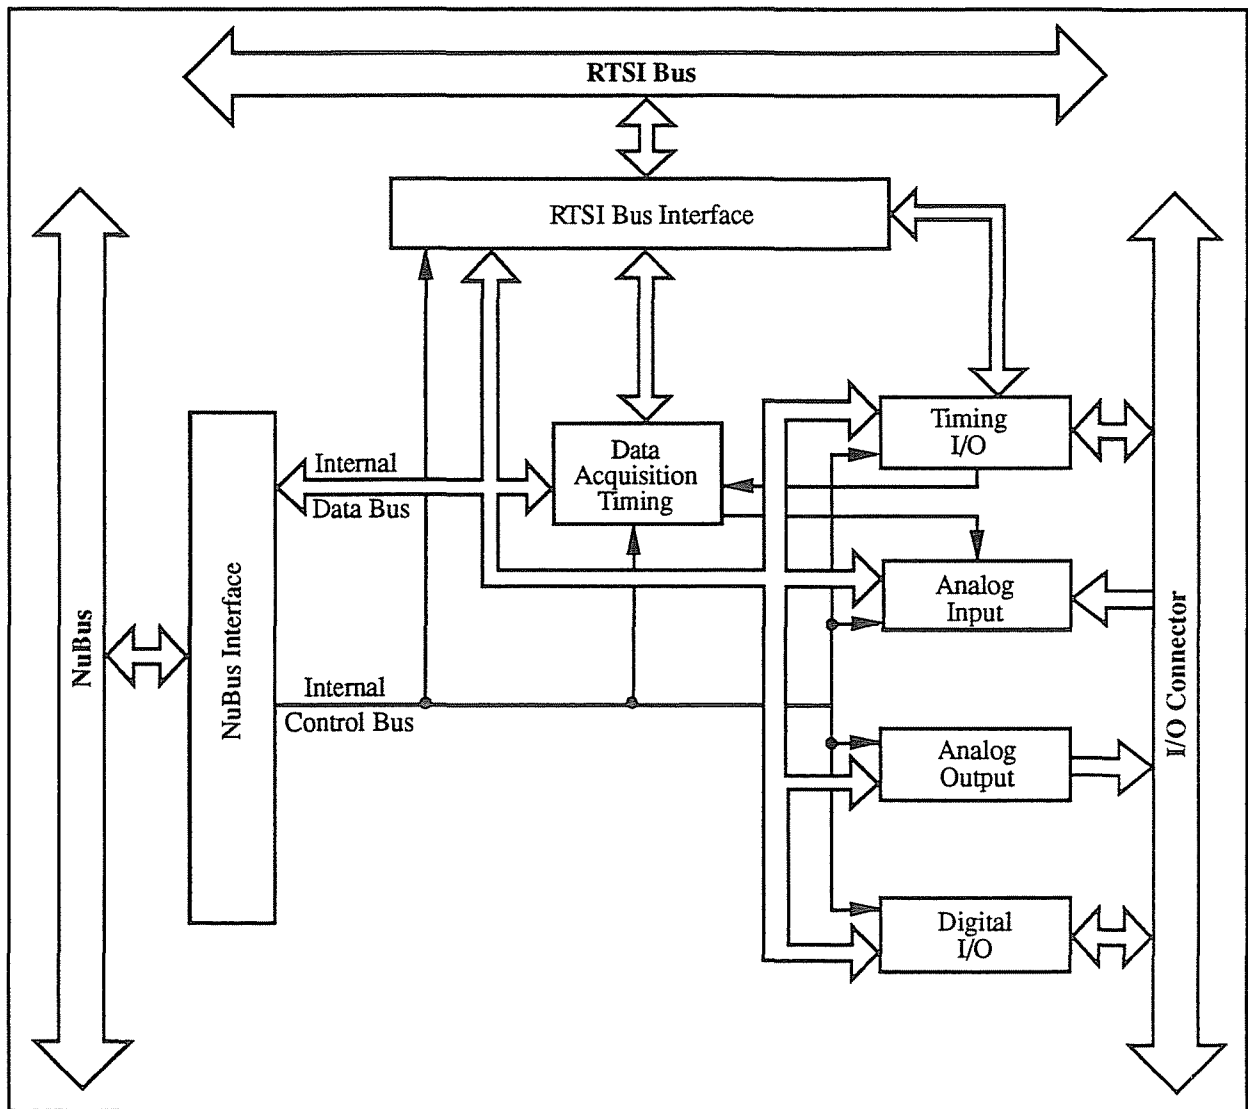 RTSI Bus
RTSI Bus Interface
Timing
I/O
Data
Acquisition
Timing
Internal
Data Bus
Analog
Input
NuBus
NuBus Interface
Internal
Control Bus
I/O Connector
Analog
Output
Digital
I/O